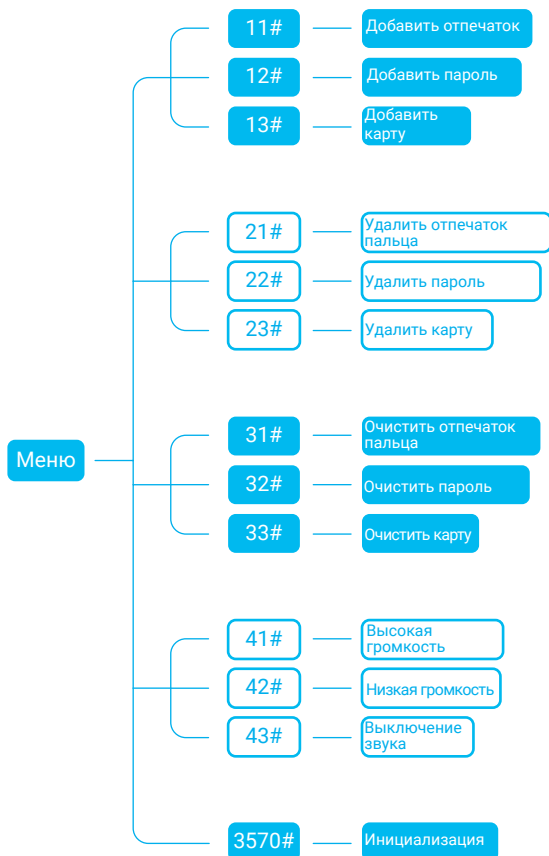 11#
Добавить отпечаток
12#
Добавить пароль
13#
Добавить
карту
21#
Удалить отпечаток
пальца
22#
Удалить пароль
23#
Удалить карту
Меню
31#
Очистить отпечаток
пальца
32#
Очистить пароль
33#
Очистить карту
41#
Высокая
громкость
42#
Низкая громкость
43#
Выключение
звука
3570#
Инициализация